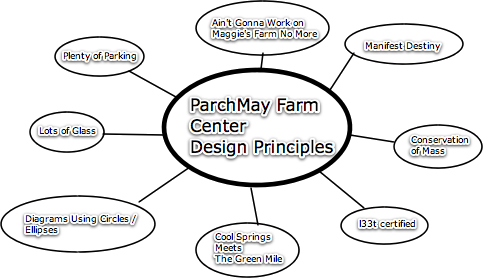 Ain't Gonna Work on
Maggie's Farm No More
Manifest Destiny
Plenty of Parking
ParchMay Farm
Center
Design Principles
Lots of Glass
Conservation
of Mass
Diagrams Using Circles /
Ellipses
l33t certified
Cool Springs
Meets
The Green Mile